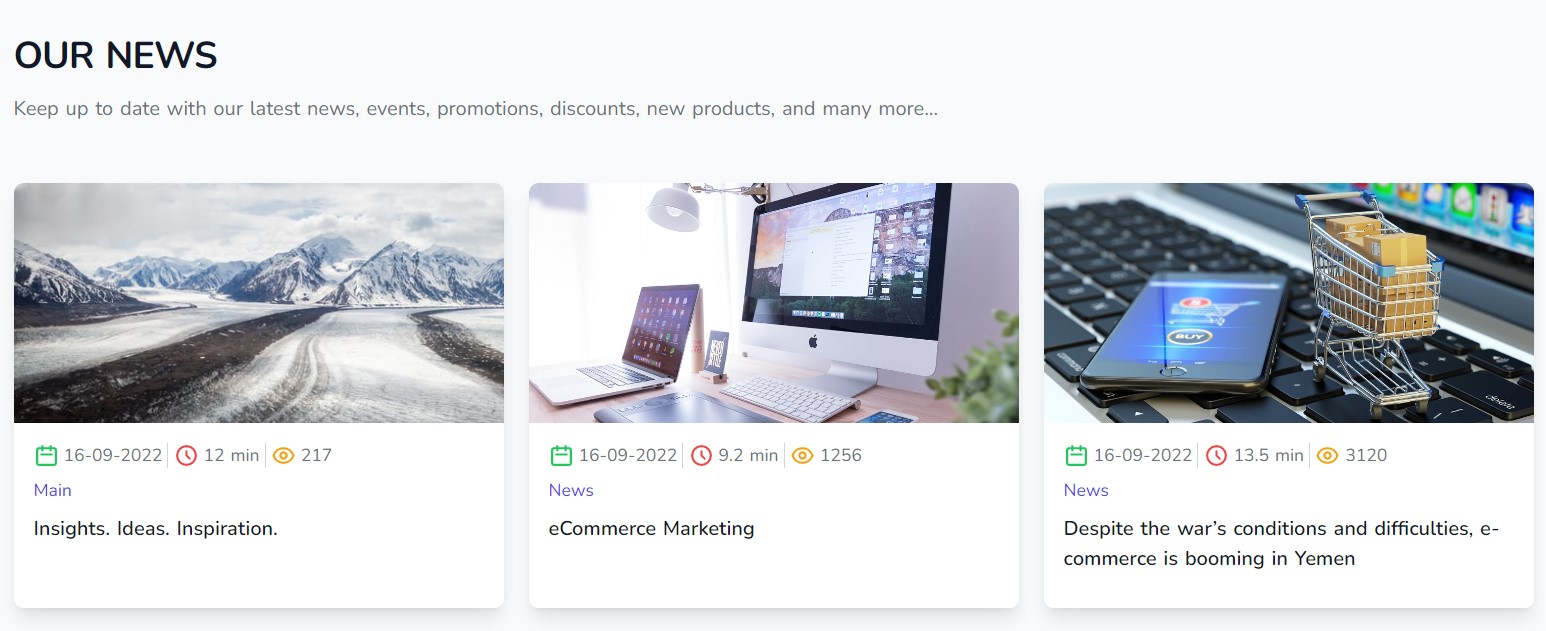 OUR NEWS
Keep up to date with our latest news, events, promotions, discounts, new products, and many more...
BUY
delete
16-09-2022 12 min 217
Main
Insights. Ideas. Inspiration.
16-09-2022 9.2 min 1256
News
eCommerce Marketing
16-09-2022 13.5 min 3120
News
Despite the war’s conditions and difficulties, e-
commerce is booming in Yemen